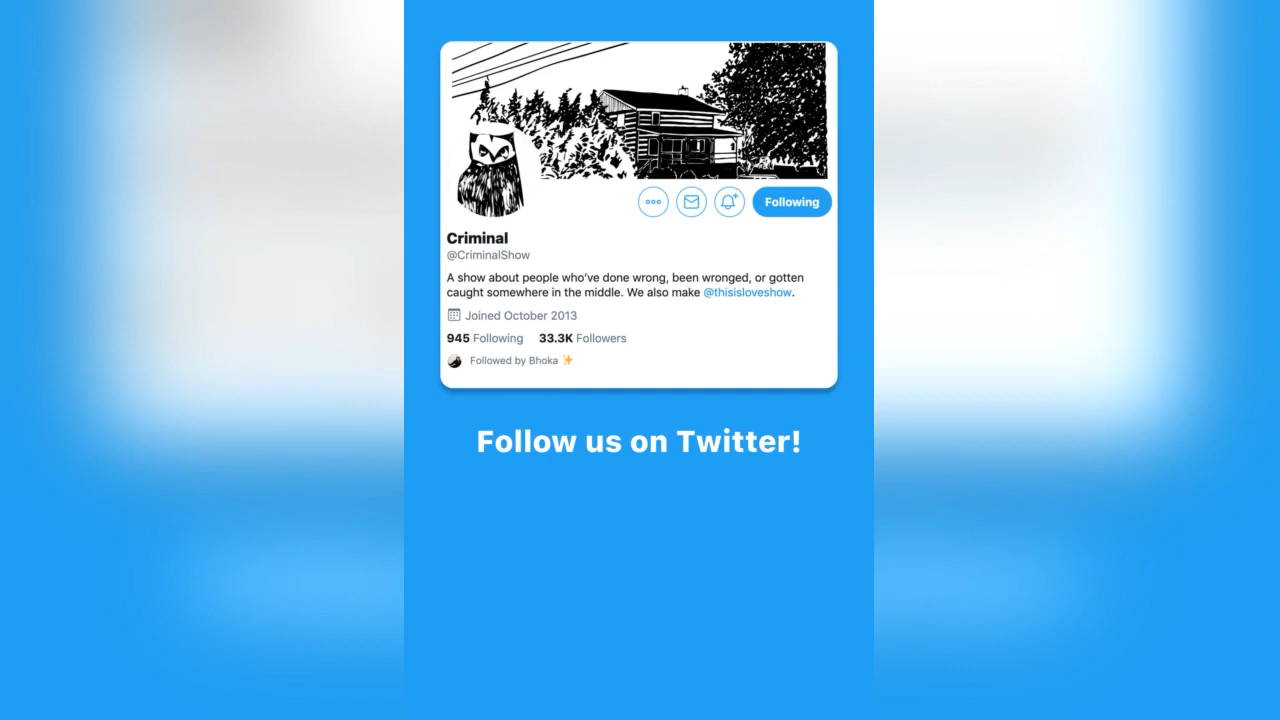 Following
Criminal
@CriminalShow
A show about people who’ve done wrong, been wronged, or gotten
caught somewhere in the middle. We also make @thisisloveshow.
Joined October 2013
945 Following 33.3K Followers
Followed by Bhoka ✨
Follow us on Twitter!